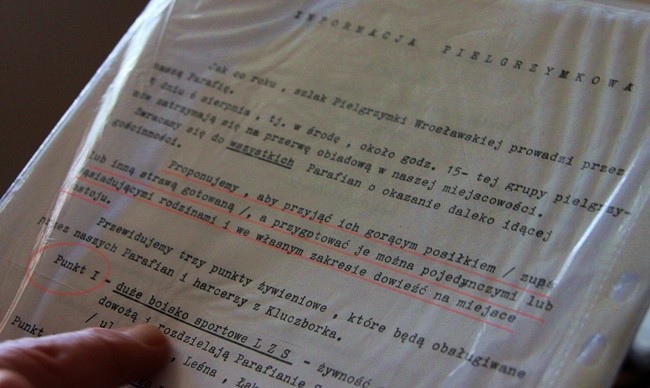 INFORMACJA PIELGRZYMKOWA
Jak co roku , szlak Pielgrzymki Wrocławskiej prowadzi przez
naszą Parafię.
W dniu 6 sierpnia , tj. w środę , około godz. 15- tej grupy pielgrzy-
mów zatrzymają się na przerwę obiadową w naszej miejscowości.
Zwracamy się do wszystkich Parafian o okazanie daleko idącej
gościnności.
Proponujemy , aby przyjąć ich gorącym posiłkiem / zupa
lub inną strawą gotowaną /, a przygotować je można pojedynczymi lub
sąsiadującymi rodzinami i we własnym zakresie dowieźć na miejsce
postoju.
Przewidujemy trzy punkty żywieniowe , które będą obsługiwane
przez naszych Parafian i harcerzy z Kluczborka.
Punkt I - duże boisko sportowe L Z S - żywność
dowożą i rozdzielają Parafianie
/ ul , Leśna ,
Punkt